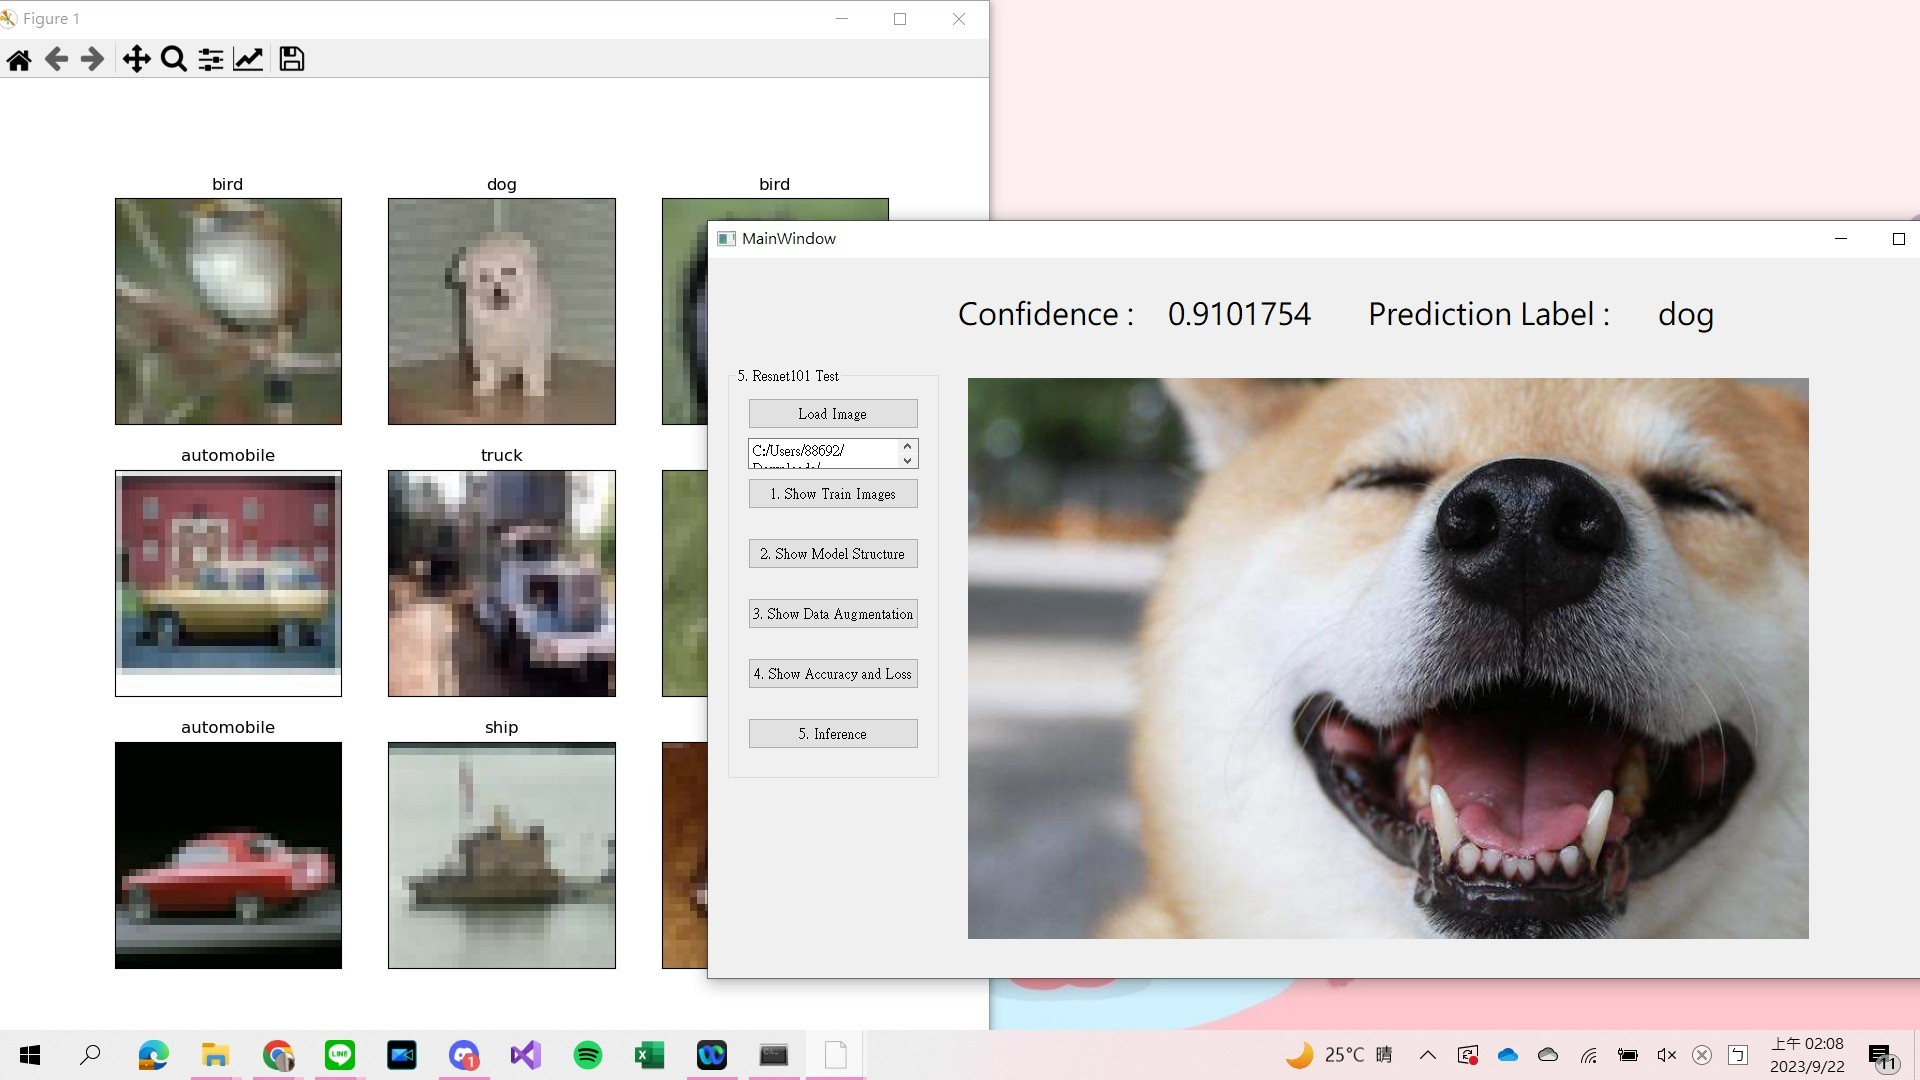 Figure 1
bird
dog
bird
automobile
truck
automobile
ship
MainWindow
Confidence :
0.9101754
Prediction Label :
dog
5. Resnet101 Test
Load Image
C:/Users/88692/
1. Show Train Images
2. Show Model Structure
3. Show Data Augmentation
4. Show Accuracy and Loss
5. Inference
LINE
1
25°C 晴
ㄅ
上午 02:08
2023/9/22
11